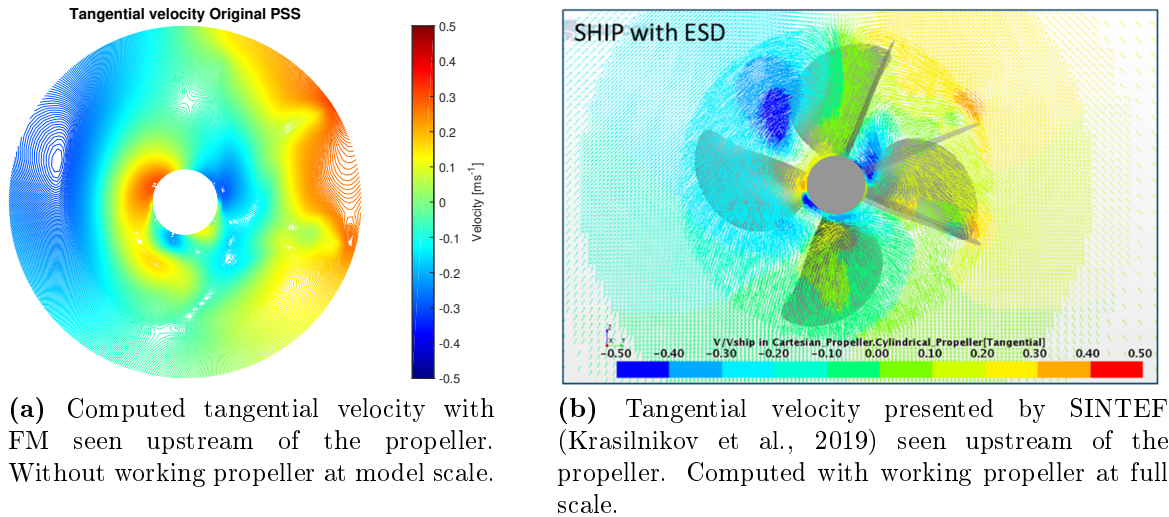 Tangential velocity Original PSS
0.5
0.4
0.3
0.2
0.1
0
-0.1
-0.2
-0.3
-0.4
-0.5
Velocity [ms⁻¹]
(a) Computed tangential velocity with
FM seen upstream of the propeller.
Without working propeller at model scale.
SHIP with ESD
Z
X Y
V/Vship in Cartesian_Propeller.Cylindrical_Propeller[Tangential]
-0.50 -0.40 -0.30 -0.20 -0.10 0.00 0.10 0.20 0.30 0.40 0.50
(b) Tangential velocity presented by SINTEF
(Krasilnikov et al., 2019) seen upstream of the
propeller. Computed with working propeller at full
scale.